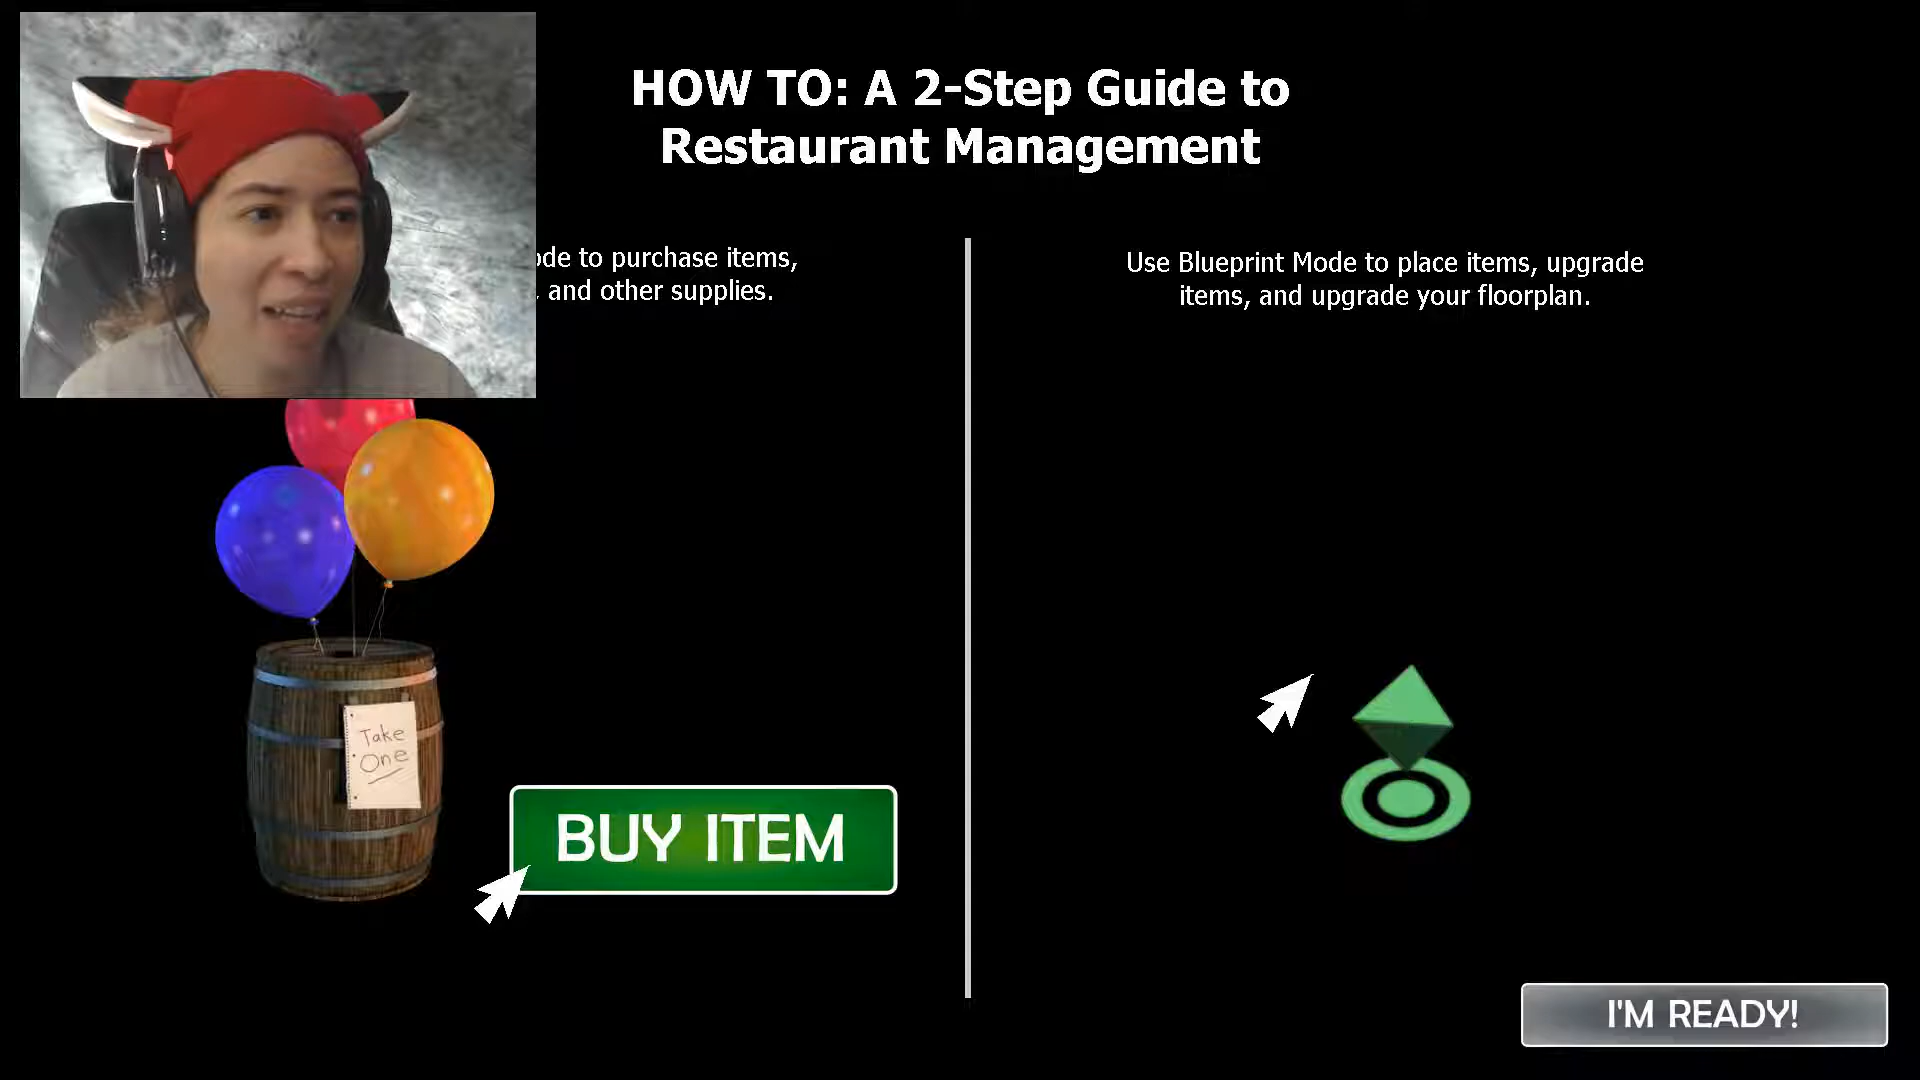 HOW TO: A 2-Step Guide to
Restaurant Management
to purchase items,
, and other supplies.
Use Blueprint Mode to place items, upgrade
items, and upgrade your floorplan.
Take
One
BUY ITEM
I'M READY!